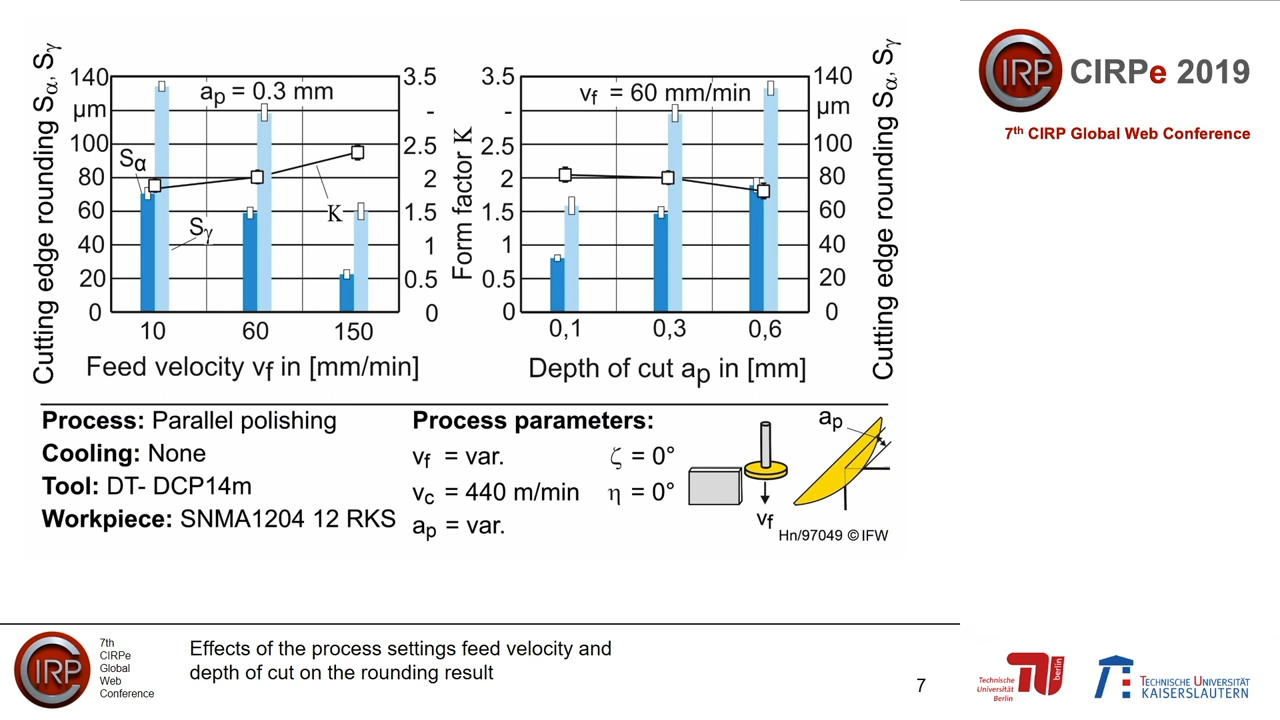 Cutting edge rounding Sα, Sγ
140
µm
100
80
60
40
20
0
ap = 0.3 mm
Sα
Sγ
K
3.5
-
2.5
2
1.5
1
0.5
0
10 60 150
Feed velocity vf in [mm/min]
Form factor K
3.5
-
2.5
2
1.5
1
0.5
0
vf = 60 mm/min
140
µm
100
80
60
40
20
0
Cutting edge rounding Sα, Sγ
0,1 0,3 0,6
Depth of cut ap in [mm]
Process: Parallel polishing
Cooling: None
Tool: DT- DCP14m
Workpiece: SNMA1204 12 RKS
Process parameters:
vf = var. ζ = 0°
vc = 440 m/min η = 0°
ap = var.
vf
ap
Hn/97049 © IFW
CIRP
CIRPe 2019
7th CIRP Global Web Conference
CIRP
7th
CIRPe
Global
Web
Conference
Effects of the process settings feed velocity and
depth of cut on the rounding result
7
Technische
Universität
Berlin
berlin
TECHNISCHE UNIVERSITÄT
KAISERSLAUTERN